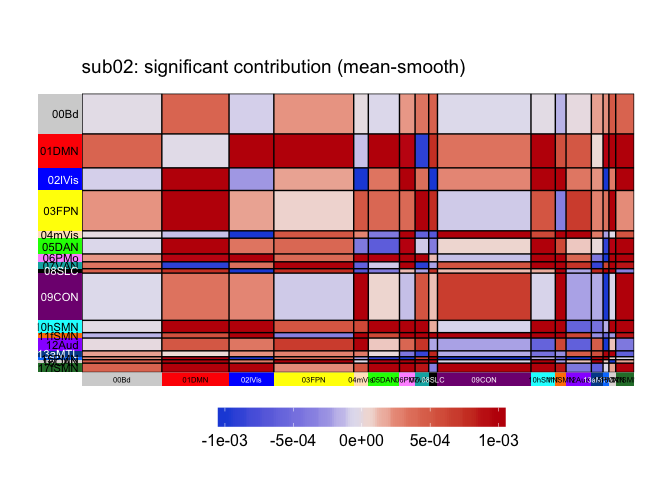 sub02: significant contribution (mean-smooth)
00Bd
01DMN
02lVis
03FPN
04mVis
05DAN
06PMo
08SLC
09CON
10hSMN
12Aud
17fSMN
00Bd
01DMN
02lVis
03FPN
05DAN
08SLC
09CON
-1e-03 -5e-04 0e+00 5e-04 1e-03